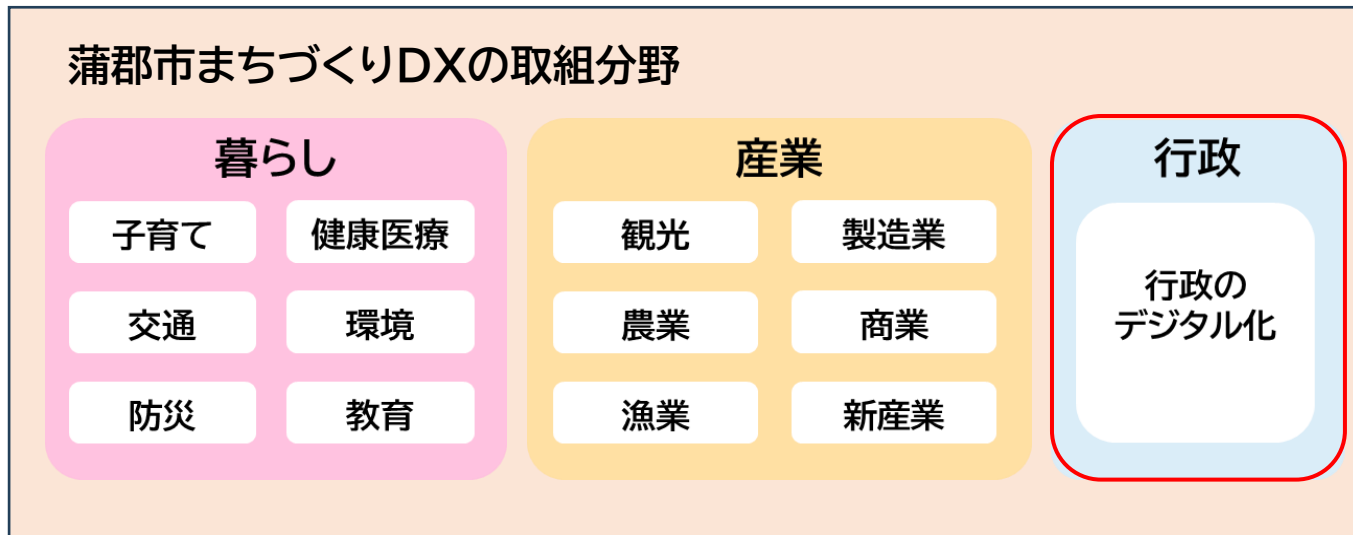 蒲郡市まちづくりDXの取組分野
暮らし
子育て
健康医療
交通
環境
防災
教育
産業
観光
製造業
農業
商業
漁業
新産業
行政
行政の
デジタル化